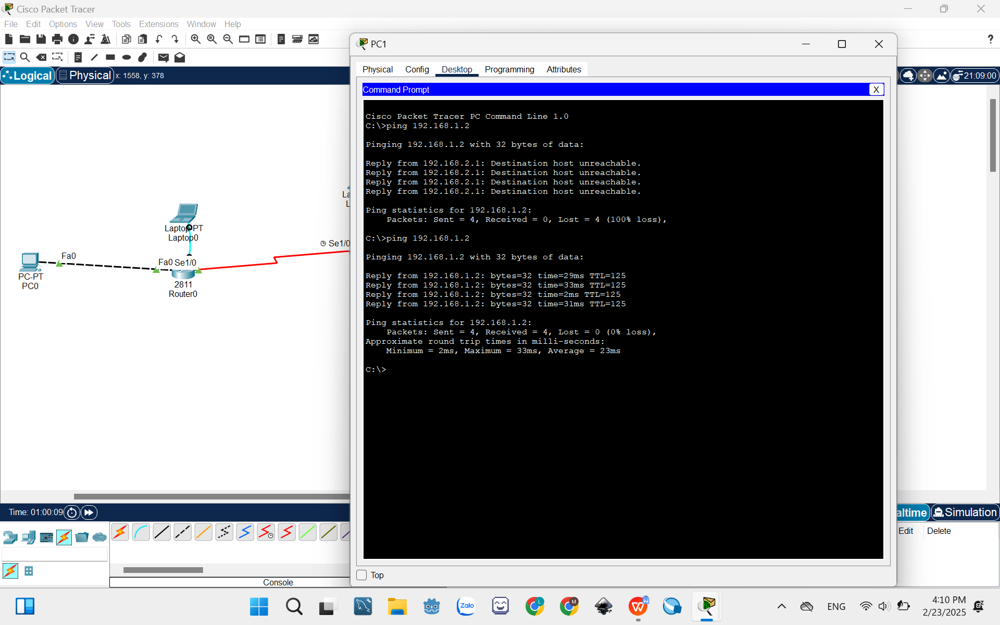 Cisco Packet Tracer
File Edit Options View Tools Extensions Window Help
?
Logical Physical x: 1558, y: 378
21:09:00
PC1
Physical Config Desktop Programming Attributes
Command Prompt X
Cisco Packet Tracer PC Command Line 1.0
C:\>ping 192.168.1.2
Pinging 192.168.1.2 with 32 bytes of data:
Reply from 192.168.2.1: Destination host unreachable.
Reply from 192.168.2.1: Destination host unreachable.
Reply from 192.168.2.1: Destination host unreachable.
Reply from 192.168.2.1: Destination host unreachable.
Ping statistics for 192.168.1.2:
Packets: Sent = 4, Received = 0, Lost = 4 (100% loss),
C:\>ping 192.168.1.2
Pinging 192.168.1.2 with 32 bytes of data:
Reply from 192.168.1.2: bytes=32 time=29ms TTL=125
Reply from 192.168.1.2: bytes=32 time=33ms TTL=125
Reply from 192.168.1.2: bytes=32 time=2ms TTL=125
Reply from 192.168.1.2: bytes=32 time=31ms TTL=125
Ping statistics for 192.168.1.2:
Packets: Sent = 4, Received = 4, Lost = 0 (0% loss),
Approximate round trip times in milli-seconds:
Minimum = 2ms, Maximum = 33ms, Average = 23ms
C:\>
Top
La
L
Laptop-PT
Laptop0
Se1/0
Fa0
Fa0 Se1/0
PC-PT
PC0
2811
Router0
Time: 01:00:09
altime Simulation
Edit Delete
Console
Zalo
L
M
W
ENG
4:10 PM
2/23/2025